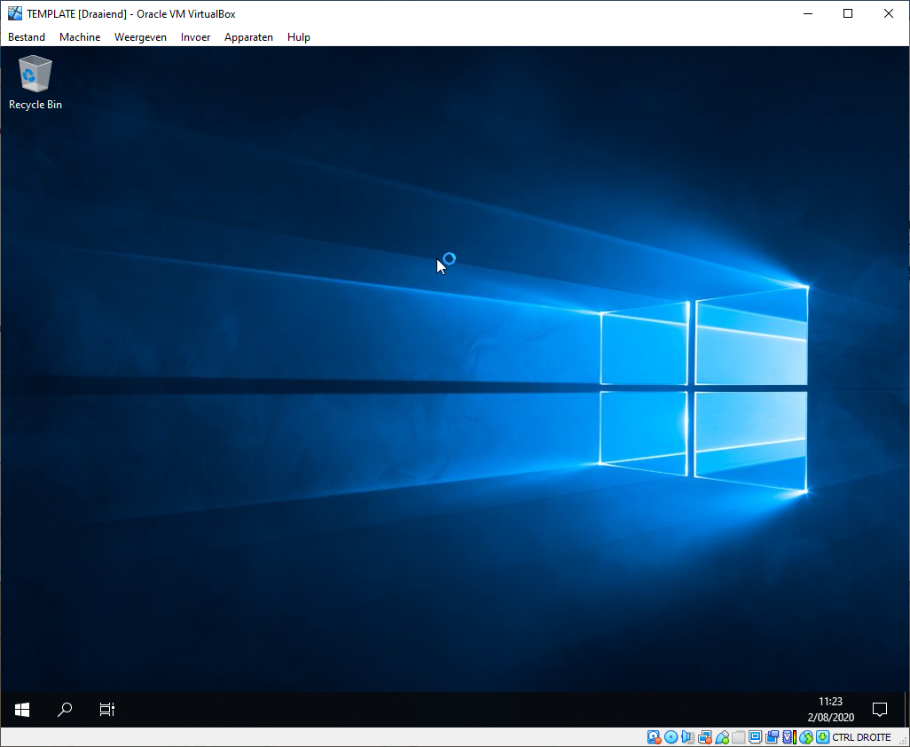 TEMPLATE [Draaiend] - Oracle VM VirtualBox
Bestand Machine Weergeven Invoer Apparaten Hulp
Recycle Bin
11:23
2/08/2020
CTRL DROITE